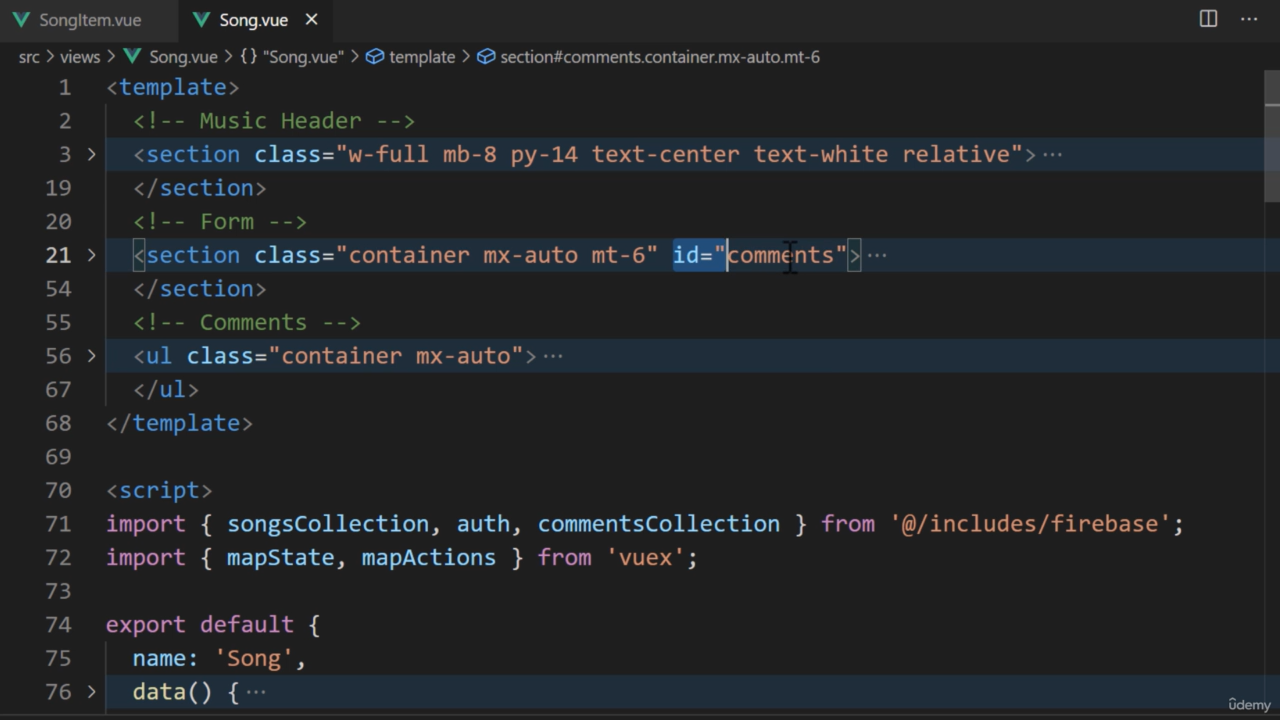 SongItem.vue Song.vue
src > views > Song.vue > {} "Song.vue" > template > section#comments.container.mx-auto.mt-6
1 <template>
2 <!-- Music Header -->
3 > <section class="w-full mb-8 py-14 text-center text-white relative">···
19 </section>
20 <!-- Form -->
21 > <section class="container mx-auto mt-6" id="comments">···
54 </section>
55 <!-- Comments -->
56 > <ul class="container mx-auto">···
67 </ul>
68 </template>
69
70 <script>
71 import { songsCollection, auth, commentsCollection } from '@/includes/firebase';
72 import { mapState, mapActions } from 'vuex';
73
74 export default {
75 name: 'Song',
76 > data() {···
udemy